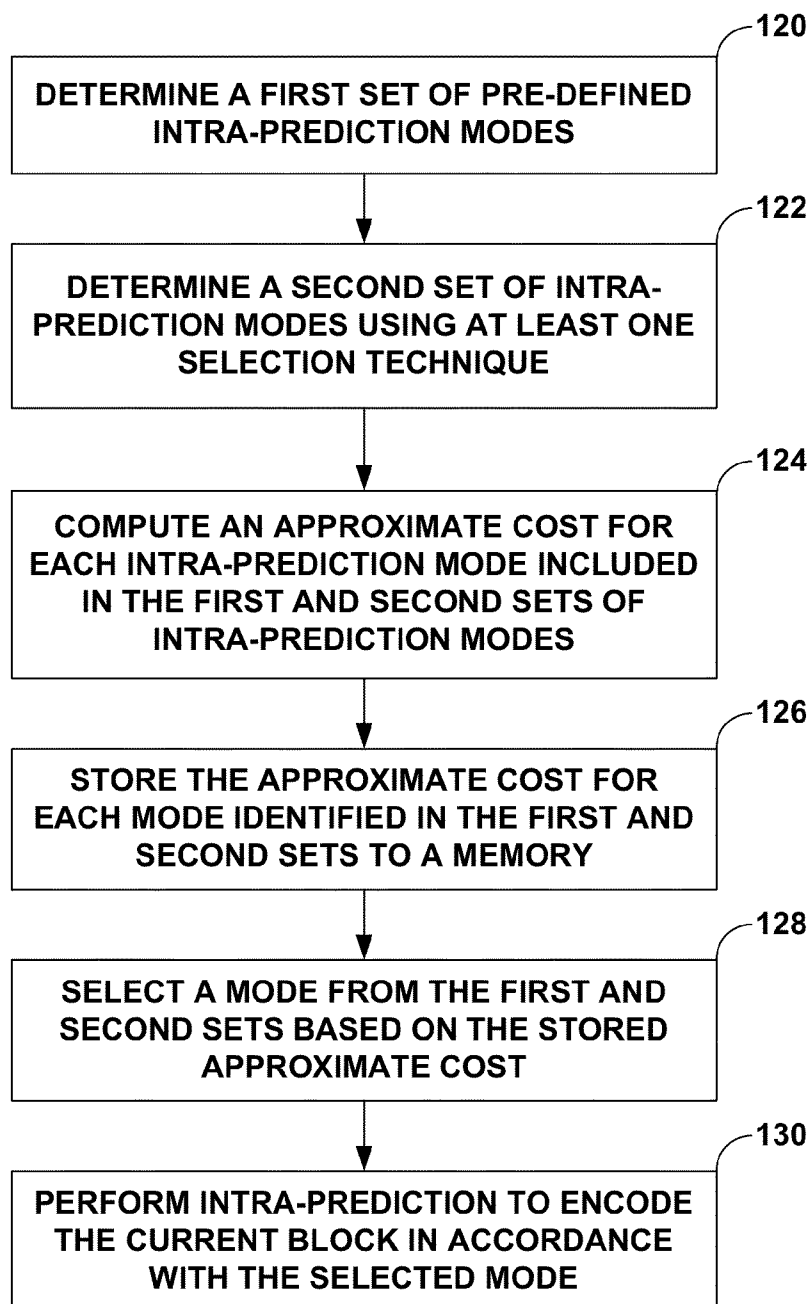 120
DETERMINE A FIRST SET OF PRE-DEFINED
INTRA-PREDICTION MODES
122
DETERMINE A SECOND SET OF INTRA-
PREDICTION MODES USING AT LEAST ONE
SELECTION TECHNIQUE
124
COMPUTE AN APPROXIMATE COST FOR
EACH INTRA-PREDICTION MODE INCLUDED
IN THE FIRST AND SECOND SETS OF
INTRA-PREDICTION MODES
126
STORE THE APPROXIMATE COST FOR
EACH MODE IDENTIFIED IN THE FIRST AND
SECOND SETS TO A MEMORY
128
SELECT A MODE FROM THE FIRST AND
SECOND SETS BASED ON THE STORED
APPROXIMATE COST
130
PERFORM INTRA-PREDICTION TO ENCODE
THE CURRENT BLOCK IN ACCORDANCE
WITH THE SELECTED MODE